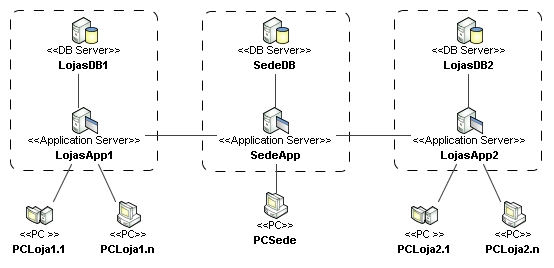 <<DB Server>>
LojasDB1
<<DB Server>>
SedeDB
<<DB Server>>
LojasDB2
<<Application Server>>
LojasApp1
<<Application Server>>
SedeApp
<<Application Server>>
LojasApp2
<<PC >>
PCLoja1.1
<<PC>>
PCLoja1.n
<<PC>>
PCSede
<<PC >>
PCLoja2.1
<<PC>>
PCLoja2.n